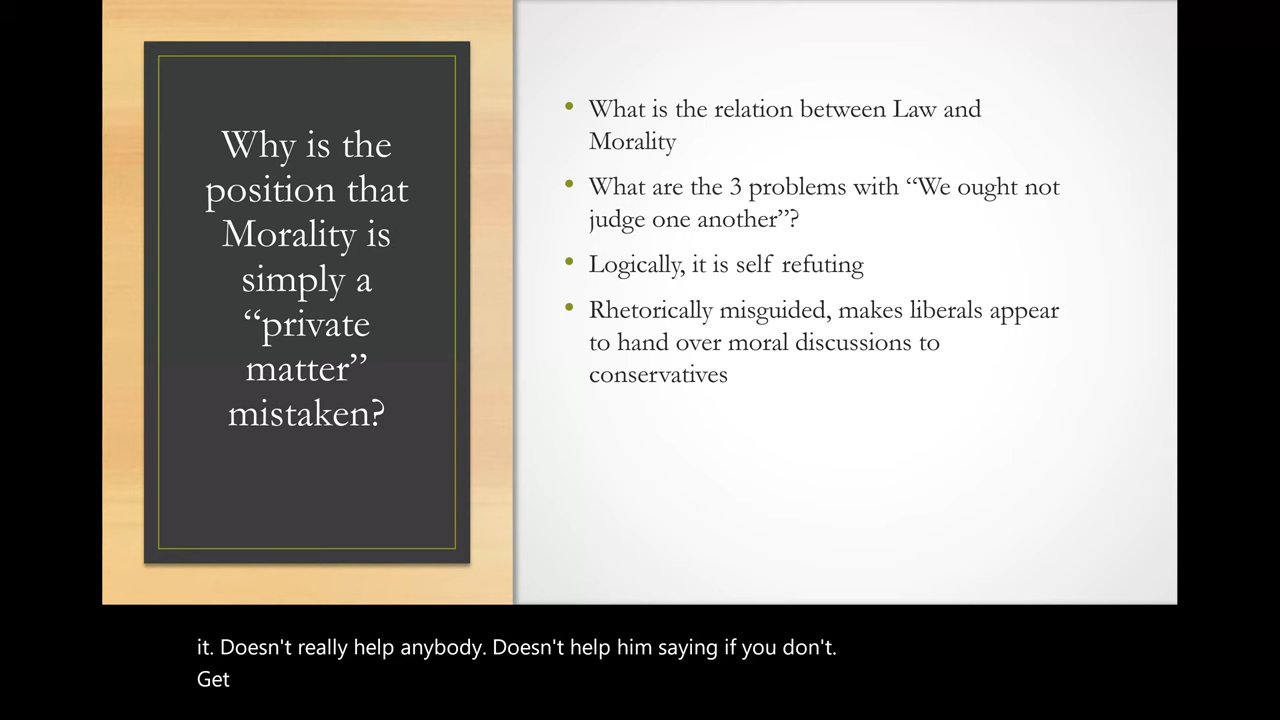 Why is the
position that
Morality is
simply a
“private
matter”
mistaken?
• What is the relation between Law and
Morality
• What are the 3 problems with “We ought not
judge one another”?
• Logically, it is self refuting
• Rhetorically misguided, makes liberals appear
to hand over moral discussions to
conservatives
it. Doesn't really help anybody. Doesn't help him saying if you don't.
Get